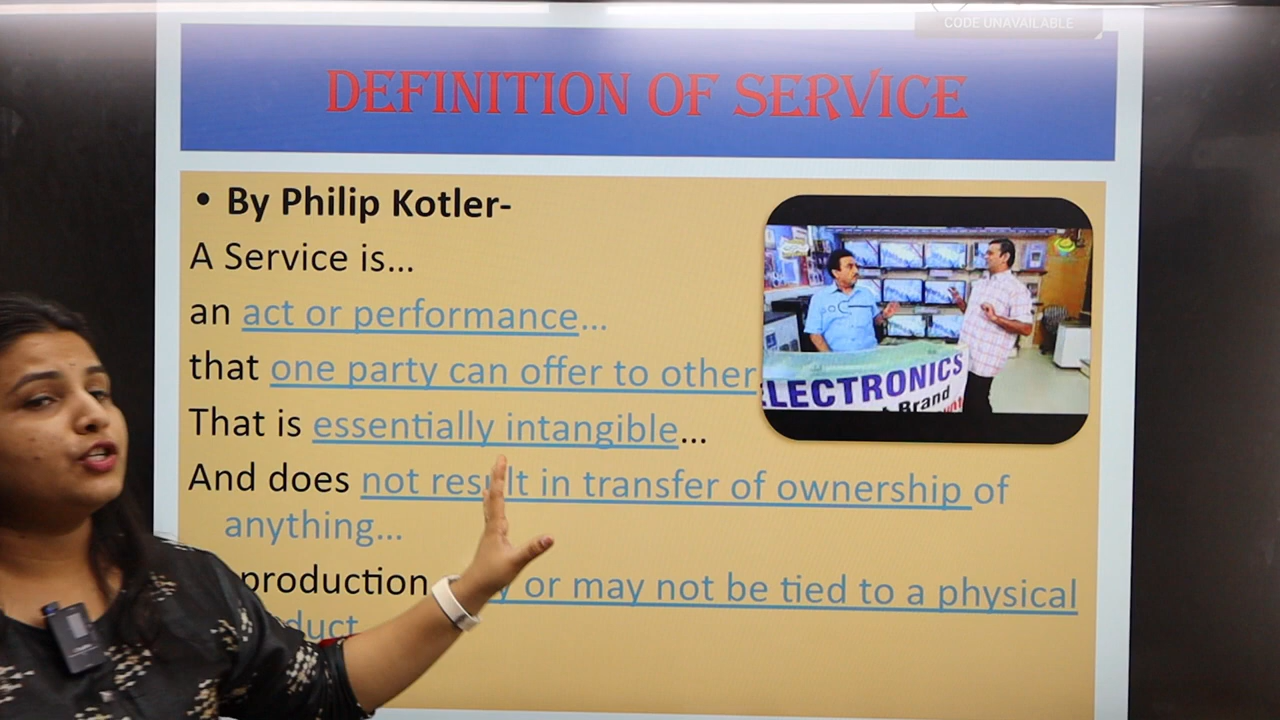 CODE UNAVAILABLE
DEFINITION OF SERVICE
• By Philip Kotler-
A Service is...
an act or performance...
that one party can offer to other
That is essentially intangible...
And does not result in transfer of ownership of
anything...
production or may not be tied to a physical
ELECTRONICS
Brand